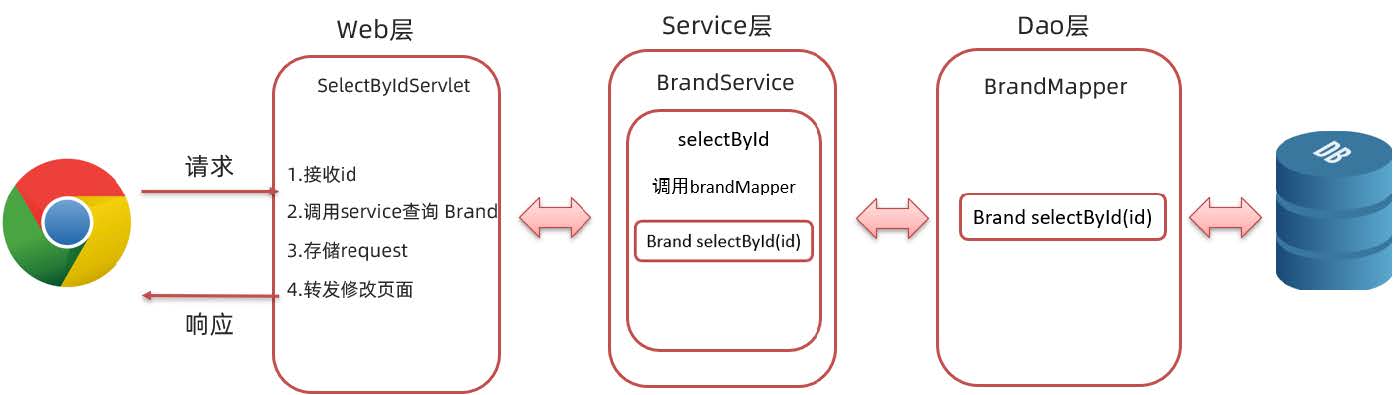 Web层
Service层
Dao层
SelectByIdServlet
BrandService
BrandMapper
请求
1.接收id
2.调用service查询 Brand
3.存储request
4.转发修改页面
响应
selectById
调用brandMapper
Brand selectById(id)
Brand selectById(id)
DB